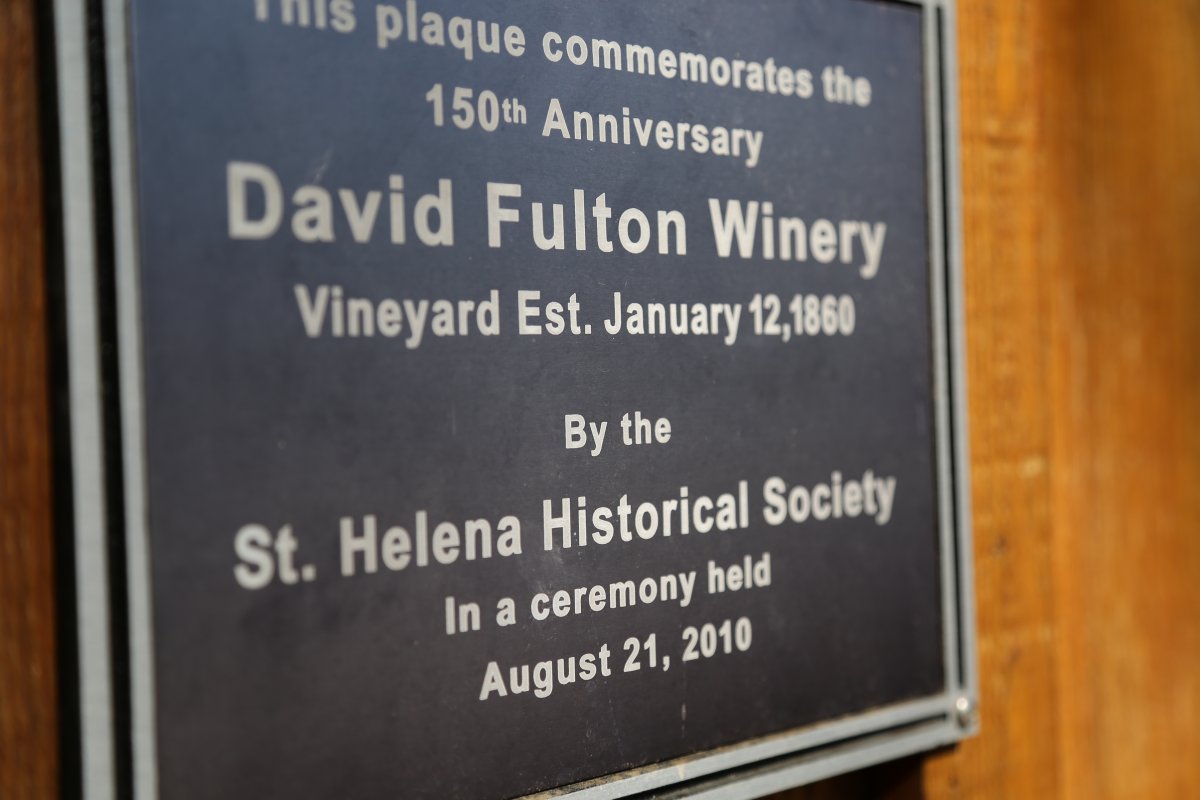 This plaque commemorates the
150th Anniversary
David Fulton Winery
Vineyard Est. January 12,1860
By the
St. Helena Historical Society
In a ceremony held
August 21, 2010